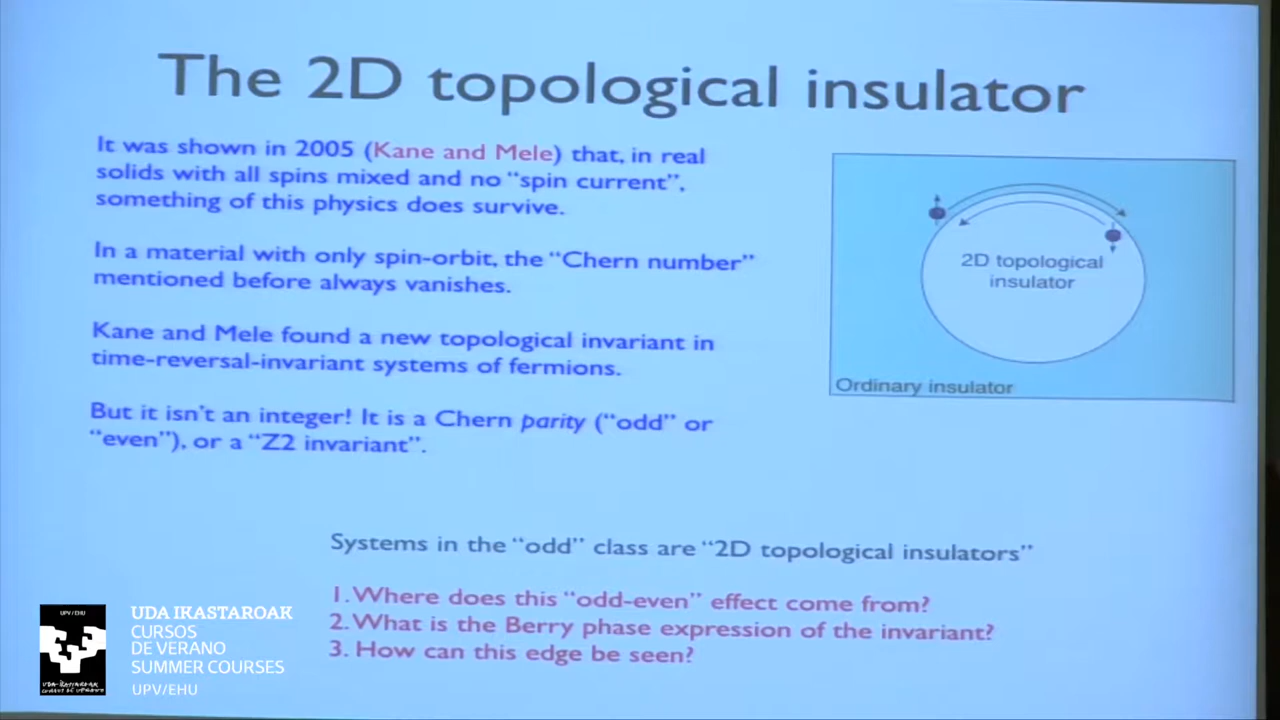 The 2D topological insulator
It was shown in 2005 (Kane and Mele) that, in real
solids with all spins mixed and no “spin current”,
something of this physics does survive.
In a material with only spin-orbit, the “Chern number”
mentioned before always vanishes.
Kane and Mele found a new topological invariant in
time-reversal-invariant systems of fermions.
But it isn’t an integer! It is a Chern parity (“odd” or
“even”), or a “Z2 invariant”.
2D topological
insulator
Ordinary insulator
Systems in the “odd” class are “2D topological insulators”
1. Where does this “odd-even” effect come from?
2. What is the Berry phase expression of the invariant?
3. How can this edge be seen?
UPV/EHU
UDA IKASTAROAK
CURSOS
DE VERANO
SUMMER COURSES
UPV/EHU